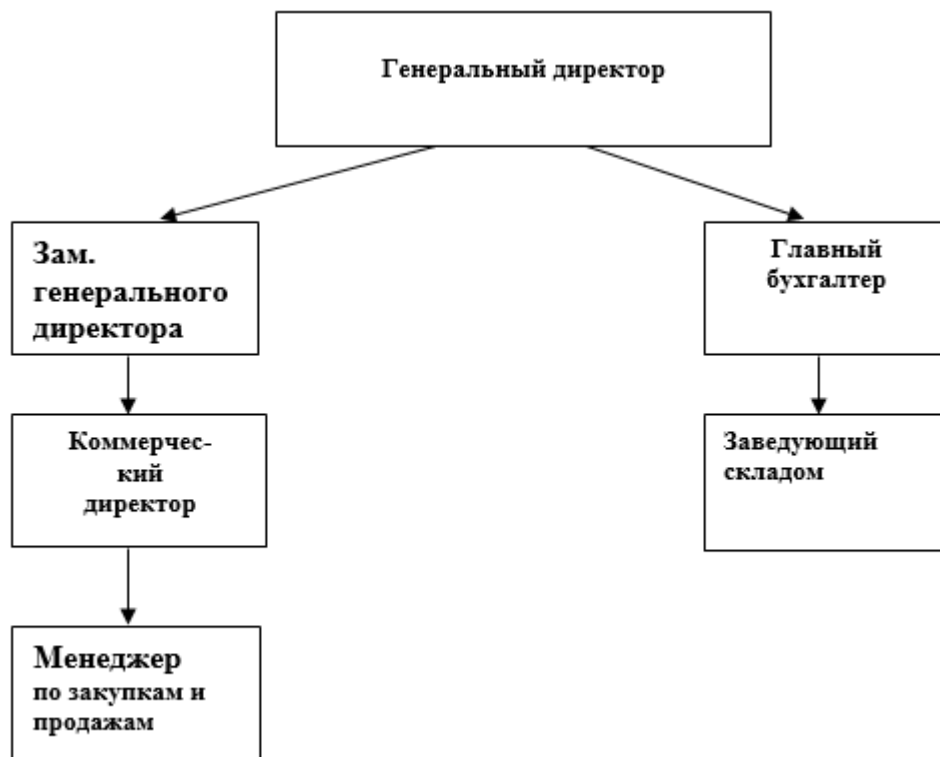 Генеральный директор
Зам.
генерального
директора
Главный
бухгалтер
Коммерчес-
кий
директор
Заведующий
складом
Менеджер
по закупкам и
продажам